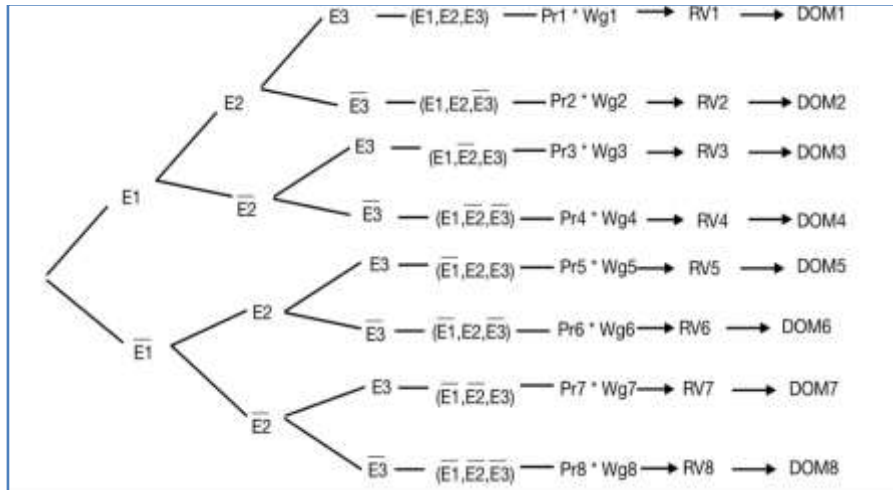 E3 (E1,E2,E3) Pr1 * Wg1 RV1 DOM1
E2 E̅3̅ (E1,E2,E̅3̅) Pr2 * Wg2 RV2 DOM2
E3 (E1,E̅2̅,E3) Pr3 * Wg3 RV3 DOM3
E1 E̅2̅ E̅3̅ (E1,E̅2̅,E̅3̅) Pr4 * Wg4 RV4 DOM4
E3 (E̅1̅,E2,E3) Pr5 * Wg5 RV5 DOM5
E2 E̅3̅ (E̅1̅,E2,E̅3̅) Pr6 * Wg6 RV6 DOM6
E̅1̅
E3 (E̅1̅,E̅2̅,E3) Pr7 * Wg7 RV7 DOM7
E̅2̅
E̅3̅ (E̅1̅,E̅2̅,E̅3̅) Pr8 * Wg8 RV8 DOM8